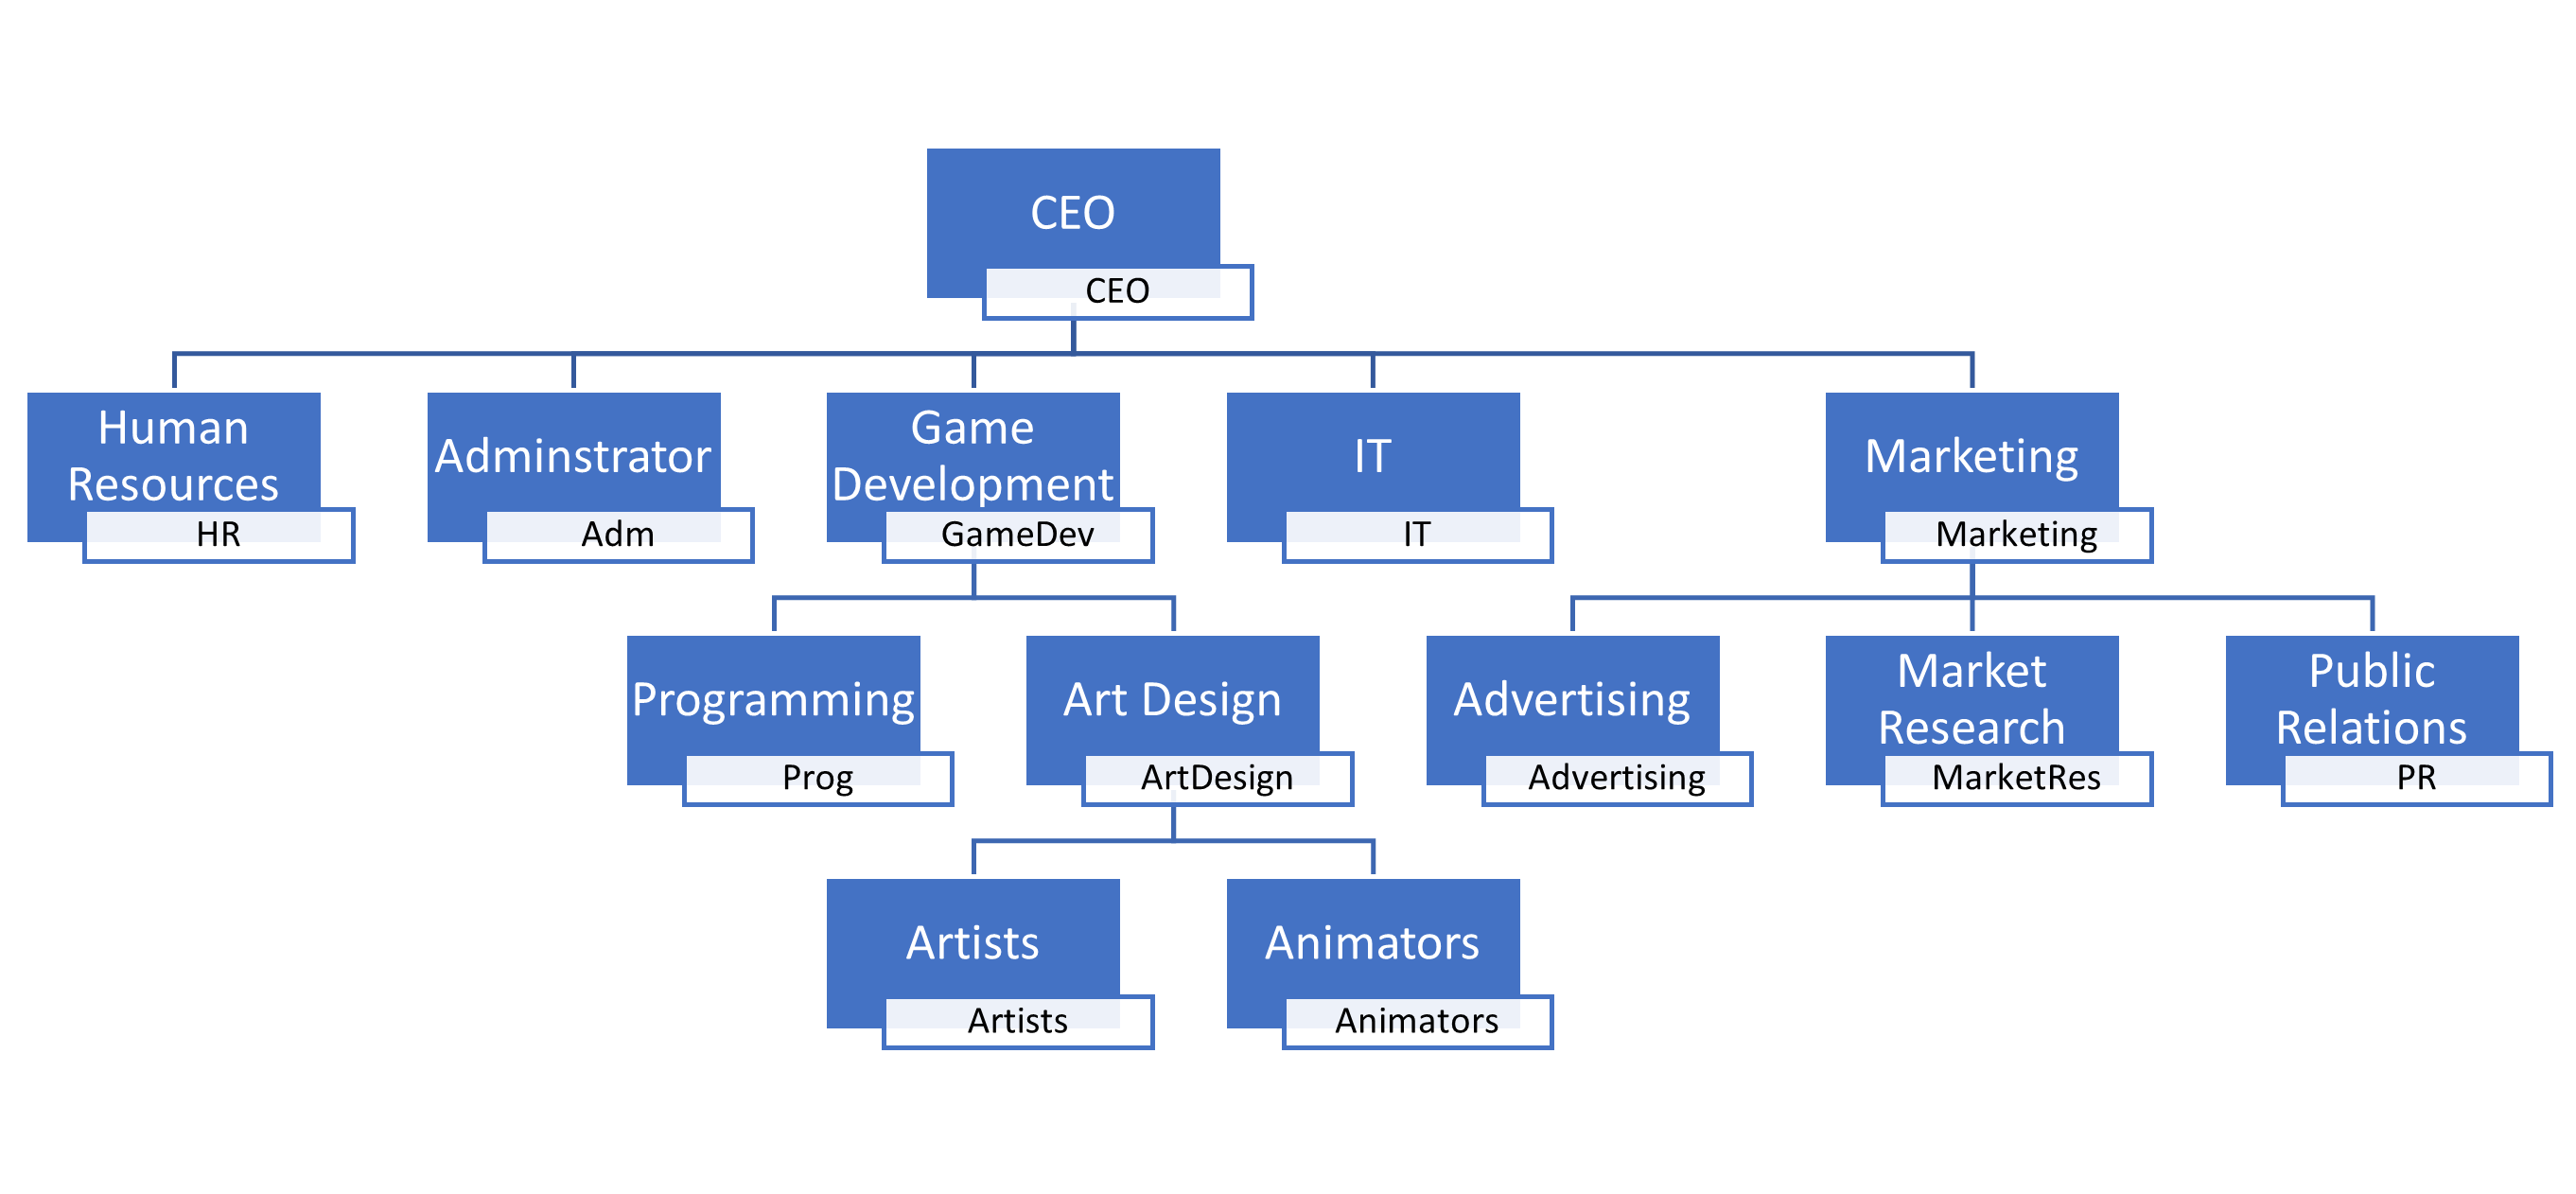 CEO
CEO
Human
Resources
HR
Adminstrator
Adm
Game
Development
GameDev
IT
IT
Marketing
Marketing
Programming
Prog
Art Design
ArtDesign
Advertising
Advertising
Market
Research
MarketRes
Public
Relations
PR
Artists
Artists
Animators
Animators